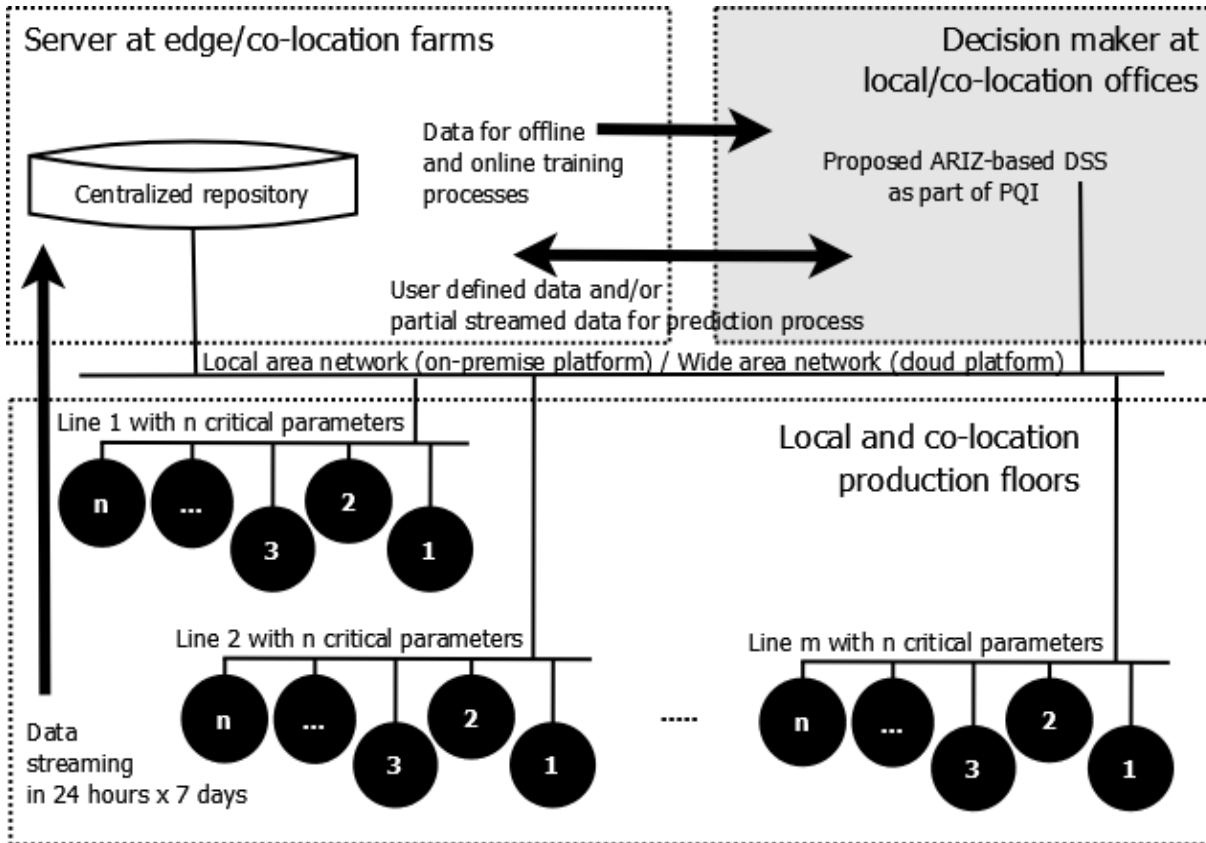 Server at edge/co-location farms
Decision maker at
local/co-location offices
Data for offline
and online training
processes
Centralized repository
Proposed ARIZ-based DSS
as part of PQI
User defined data and/or
partial streamed data for prediction process
Local area network (on-premise platform) / Wide area network (cloud platform)
Line 1 with n critical parameters
Local and co-location
production floors
n
...
3
2
1
Line 2 with n critical parameters
n
...
3
2
1
.....
Line m with n critical parameters
n
...
3
2
1
Data
streaming
in 24 hours x 7 days